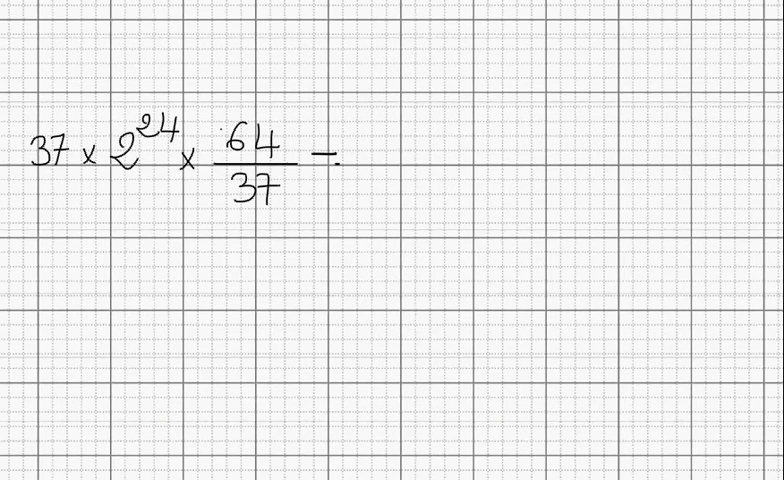 37 × 2^24 × 64/37 =